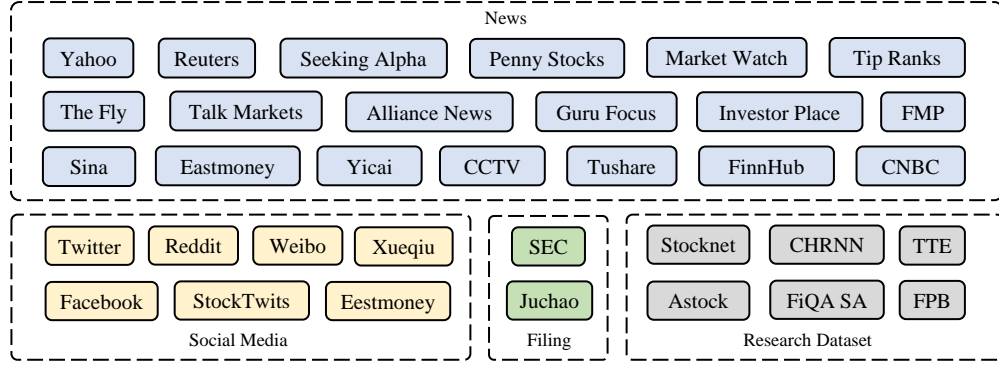 News
Yahoo Reuters Seeking Alpha Penny Stocks Market Watch Tip Ranks
The Fly Talk Markets Alliance News Guru Focus Investor Place FMP
Sina Eastmoney Yicai CCTV Tushare FinnHub CNBC
Twitter Reddit Weibo Xueqiu
Facebook StockTwits Eestmoney
Social Media
SEC
Juchao
Filing
Stocknet CHRNN TTE
Astock FiQA SA FPB
Research Dataset